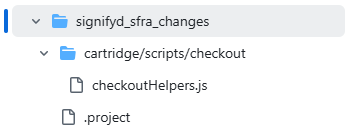 signifyd_sfra_changes
cartridge/scripts/checkout
checkoutHelpers.js
.project